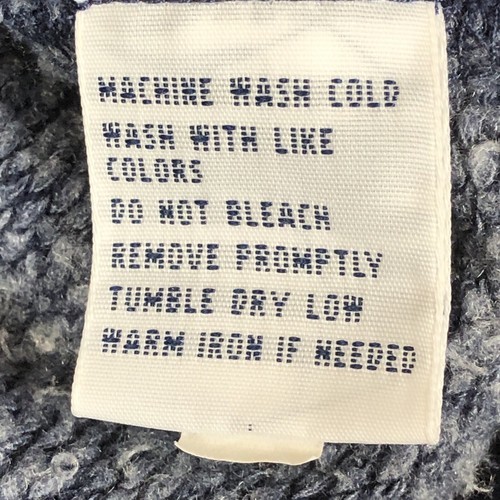 MACHINE WASH COLD
WASH WITH LIKE
COLORS
DO NOT BLEACH
REMOVE PROMPTLY
TUMBLE DRY LOW
WARM IRON IF NEEDED